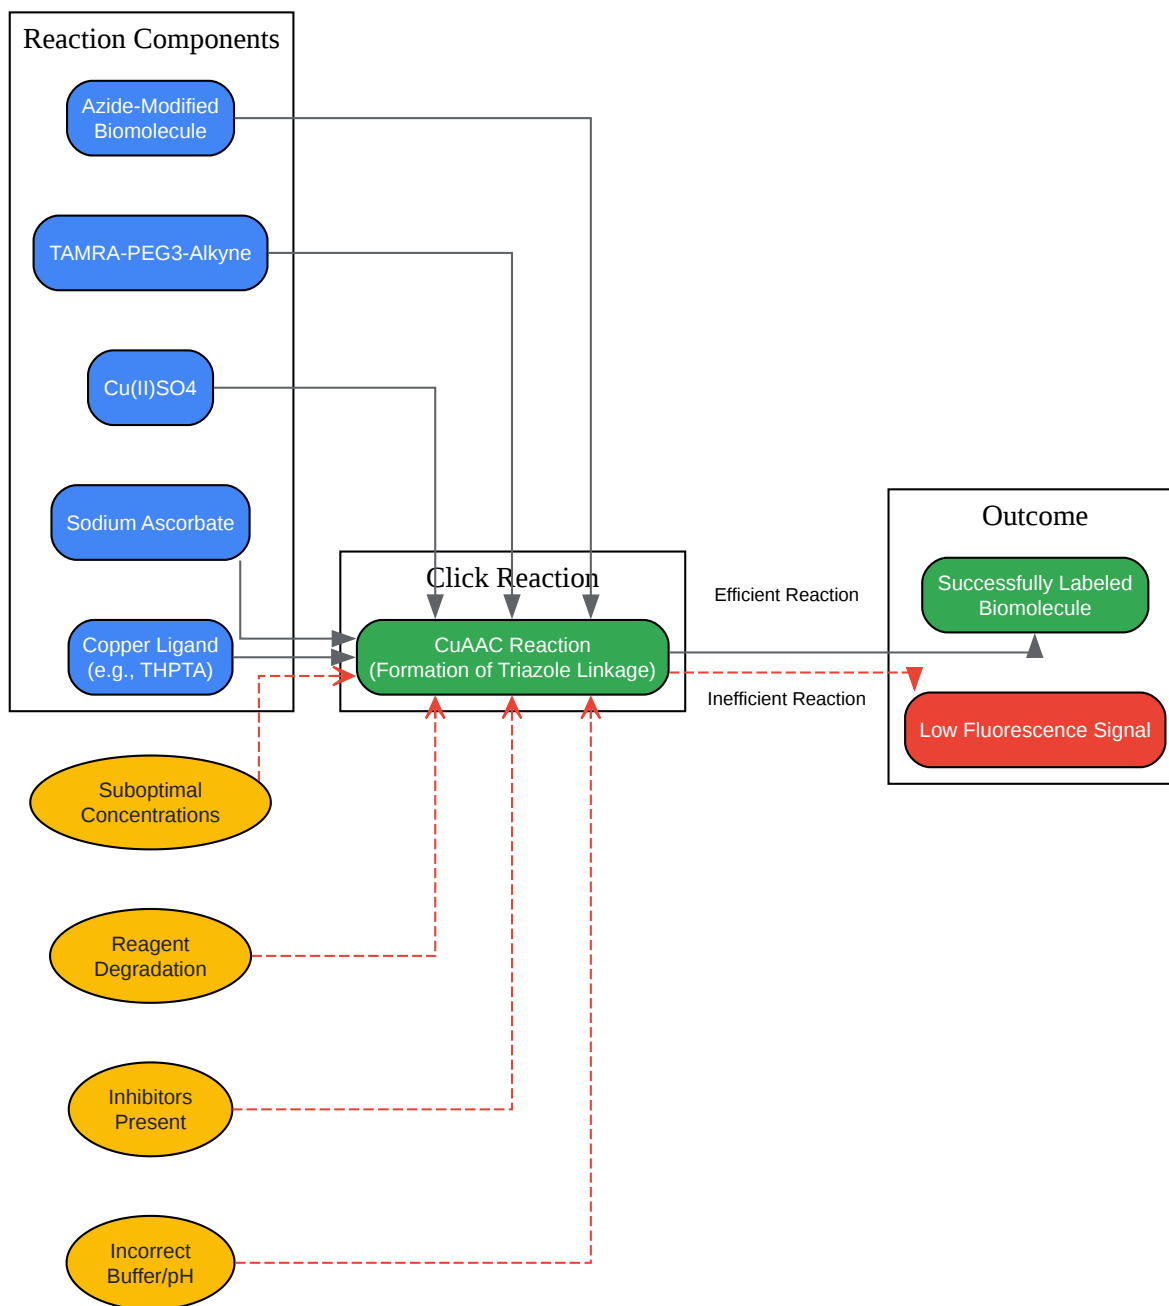 Reaction Components
Azide-Modified
Biomolecule
TAMRA-PEG3-Alkyne
Cu(II)SO4
Sodium Ascorbate
Copper Ligand
(e.g., THPTA)
Click Reaction
CuAAC Reaction
(Formation of Triazole Linkage)
Efficient Reaction
Inefficient Reaction
Outcome
Successfully Labeled
Biomolecule
Low Fluorescence Signal
Suboptimal
Concentrations
Reagent
Degradation
Inhibitors
Present
Incorrect
Buffer/pH